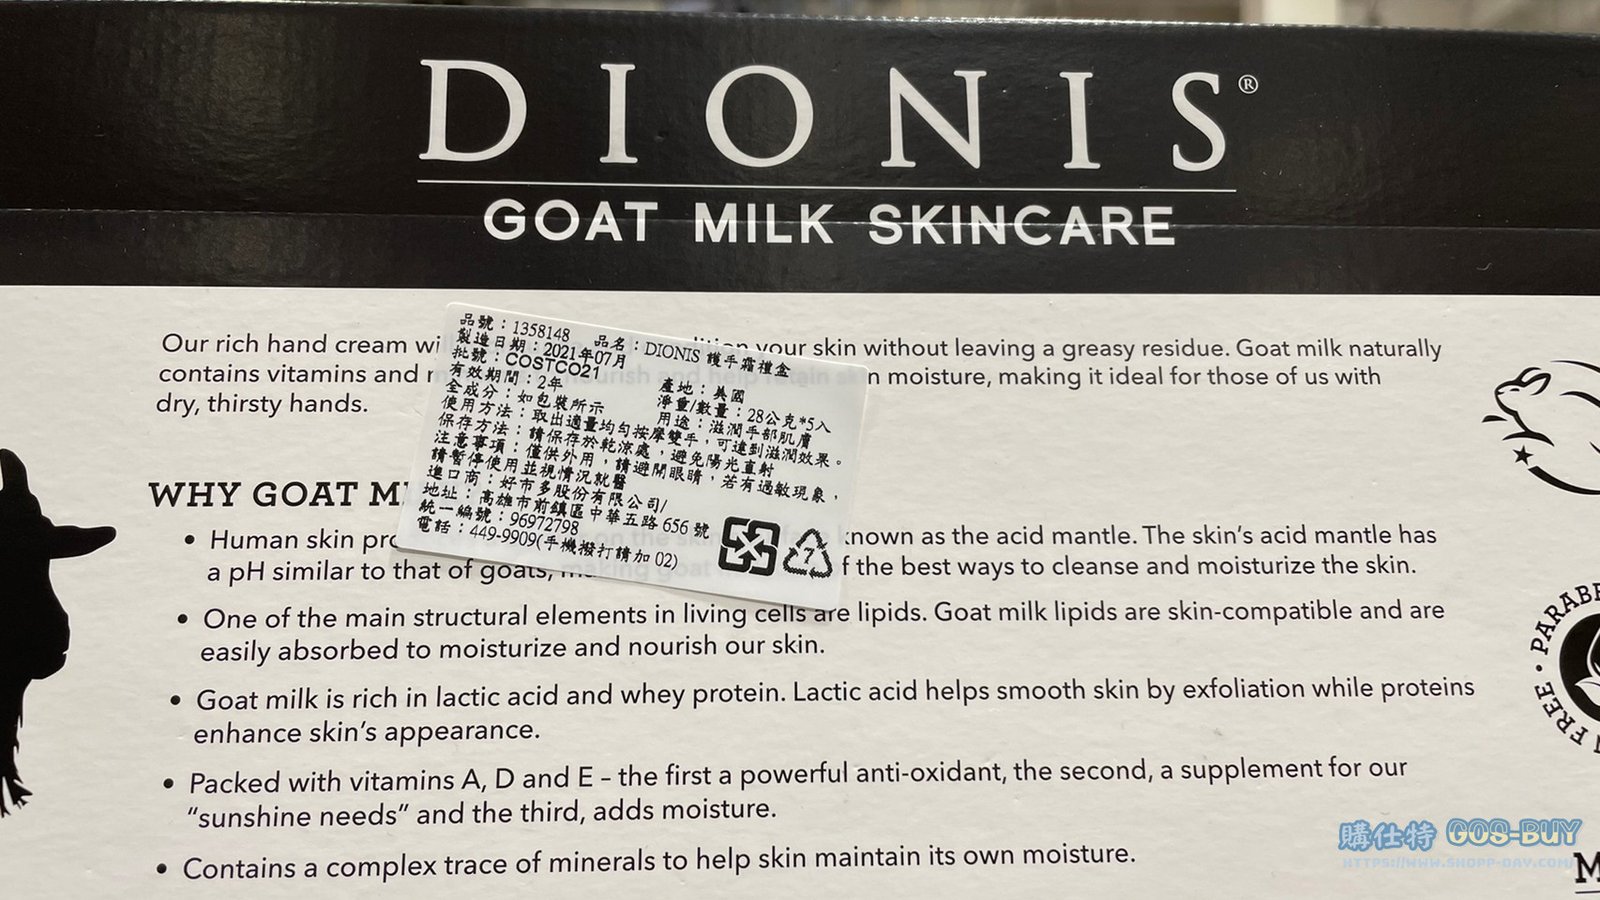 DIONIS®
GOAT MILK SKINCARE
Our rich hand cream wi your skin without leaving a greasy residue. Goat milk naturally
contains vitamins and n moisture, making it ideal for those of us with
dry, thirsty hands.
品號：1358148 品名：DIONIS 護手霜禮盒
製造日期：2021年07月
批號：COSTCO21
有效期間：2年 產地：美國
全成分：如包裝所示 淨重/數量：28公克*5入
用途：滋潤手部肌膚
使用方法：取出適量均勻按摩雙手，可達到滋潤效果。
保存方法：請保存於乾涼處，避免陽光直射
注意事項：僅供外用，請避開眼睛，若有過敏現象，
請暫停使用並視情況就醫
進口商：好市多股份有限公司/
地址：高雄市前鎮區中華五路 656 號
統一編號：96972798
電話：449-9909(手機撥打請加 02)
7
WHY GOAT M
• Human skin pro known as the acid mantle. The skin's acid mantle has
a pH similar to that of goats, making goat f the best ways to cleanse and moisturize the skin.
• One of the main structural elements in living cells are lipids. Goat milk lipids are skin-compatible and are
easily absorbed to moisturize and nourish our skin.
• Goat milk is rich in lactic acid and whey protein. Lactic acid helps smooth skin by exfoliation while proteins
enhance skin's appearance.
• Packed with vitamins A, D and E – the first a powerful anti-oxidant, the second, a supplement for our
“sunshine needs” and the third, adds moisture.
• Contains a complex trace of minerals to help skin maintain its own moisture.
FREE • PARABE
購仕特 GOS-BUY
HTTPS://WWW.SHOPP-DAY.COM/
M